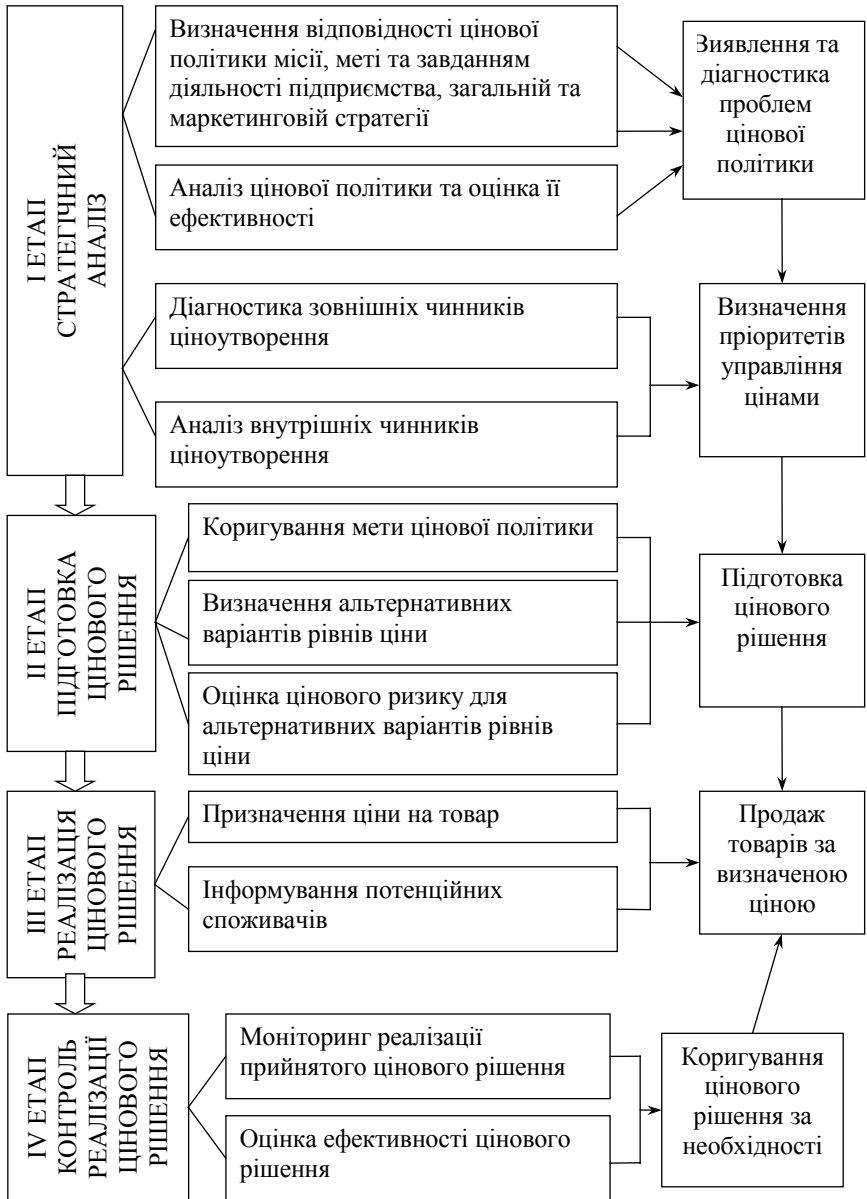 І ЕТАП
СТРАТЕГІЧНИЙ
АНАЛІЗ
Визначення відповідності цінової
політики місії, меті та завданням
діяльності підприємства, загальній та
маркетинговій стратегії
Аналіз цінової політики та оцінка її
ефективності
Виявлення та
діагностика
проблем
цінової
політики
Діагностика зовнішніх чинників
ціноутворення
Аналіз внутрішніх чинників
ціноутворення
Визначення
пріоритетів
управління
цінами
ІІ ЕТАП
ПІДГОТОВКА
ЦІНОВОГО
РІШЕННЯ
Коригування мети цінової політики
Визначення альтернативних
варіантів рівнів ціни
Оцінка цінового ризику для
альтернативних варіантів рівнів
ціни
Підготовка
цінового
рішення
ІІІ ЕТАП
РЕАЛІЗАЦІЯ
ЦІНОВОГО
РІШЕННЯ
Призначення ціни на товар
Інформування потенційних
споживачів
Продаж
товарів за
визначеною
ціною
IV ЕТАП
КОНТРОЛЬ
РЕАЛІЗАЦІЇ
ЦІНОВОГО
РІШЕННЯ
Моніторинг реалізації
прийнятого цінового рішення
Оцінка ефективності цінового
рішення
Коригування
цінового
рішення за
необхідності